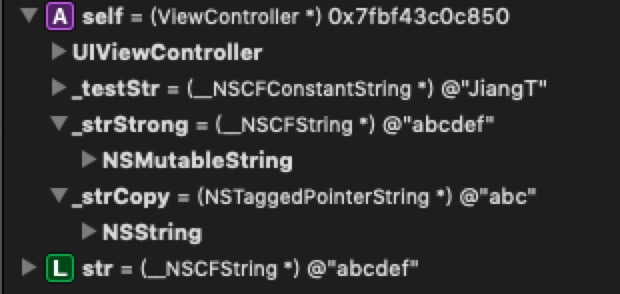 A self = (ViewController *) 0x7fbf43c0c850
UIViewController
_testStr = (__NSCFConstantString *) @"JiangT"
_strStrong = (__NSCFString *) @"abcdef"
NSMutableString
_strCopy = (NSTaggedPointerString *) @"abc"
NSString
L str = (__NSCFString *) @"abcdef"